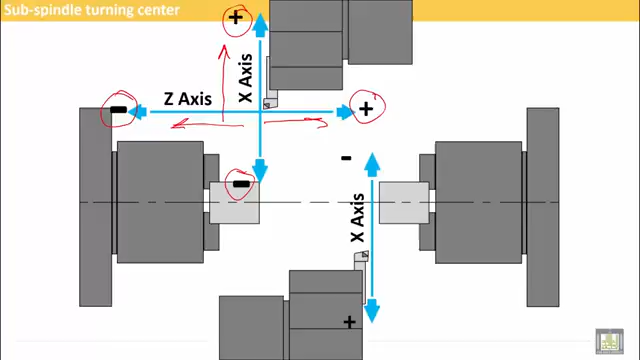 Sub-spindle turning center
+
X Axis
Z Axis
-
+
-
-
X Axis
+